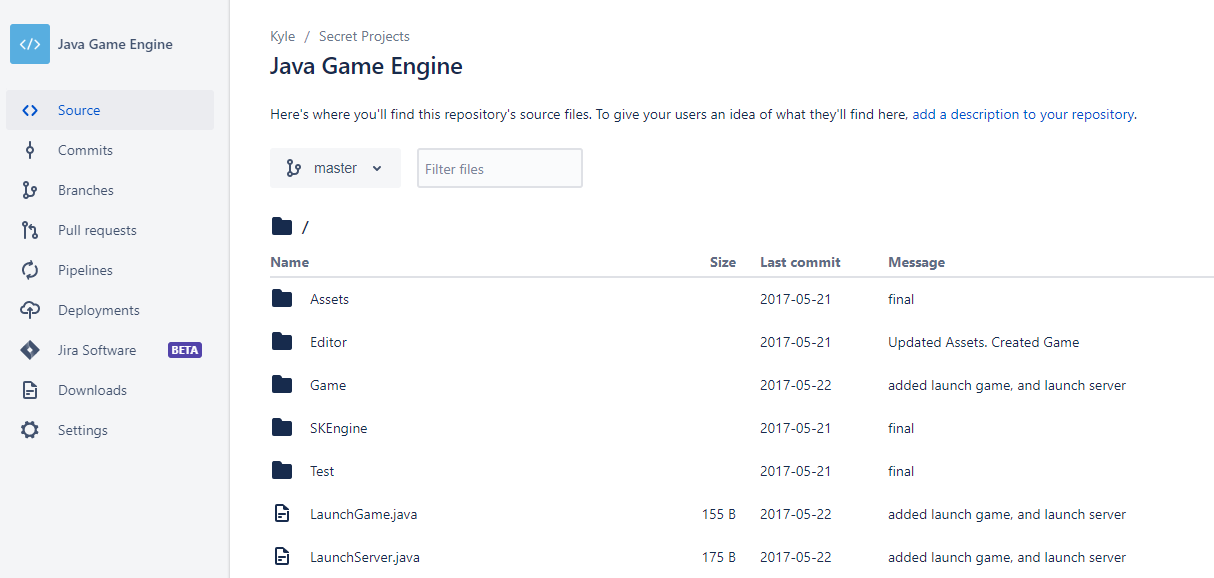 Java Game Engine
Source
Commits
Branches
Pull requests
Pipelines
Deployments
Jira Software BETA
Downloads
Settings
Kyle / Secret Projects
Java Game Engine
Here's where you'll find this repository's source files. To give your users an idea of what they'll find here, add a description to your repository.
master Filter files
/
Name Size Last commit Message
Assets 2017-05-21 final
Editor 2017-05-21 Updated Assets. Created Game
Game 2017-05-22 added launch game, and launch server
SKEngine 2017-05-21 final
Test 2017-05-21 final
LaunchGame.java 155 B 2017-05-22 added launch game, and launch server
LaunchServer.java 175 B 2017-05-22 added launch game, and launch server